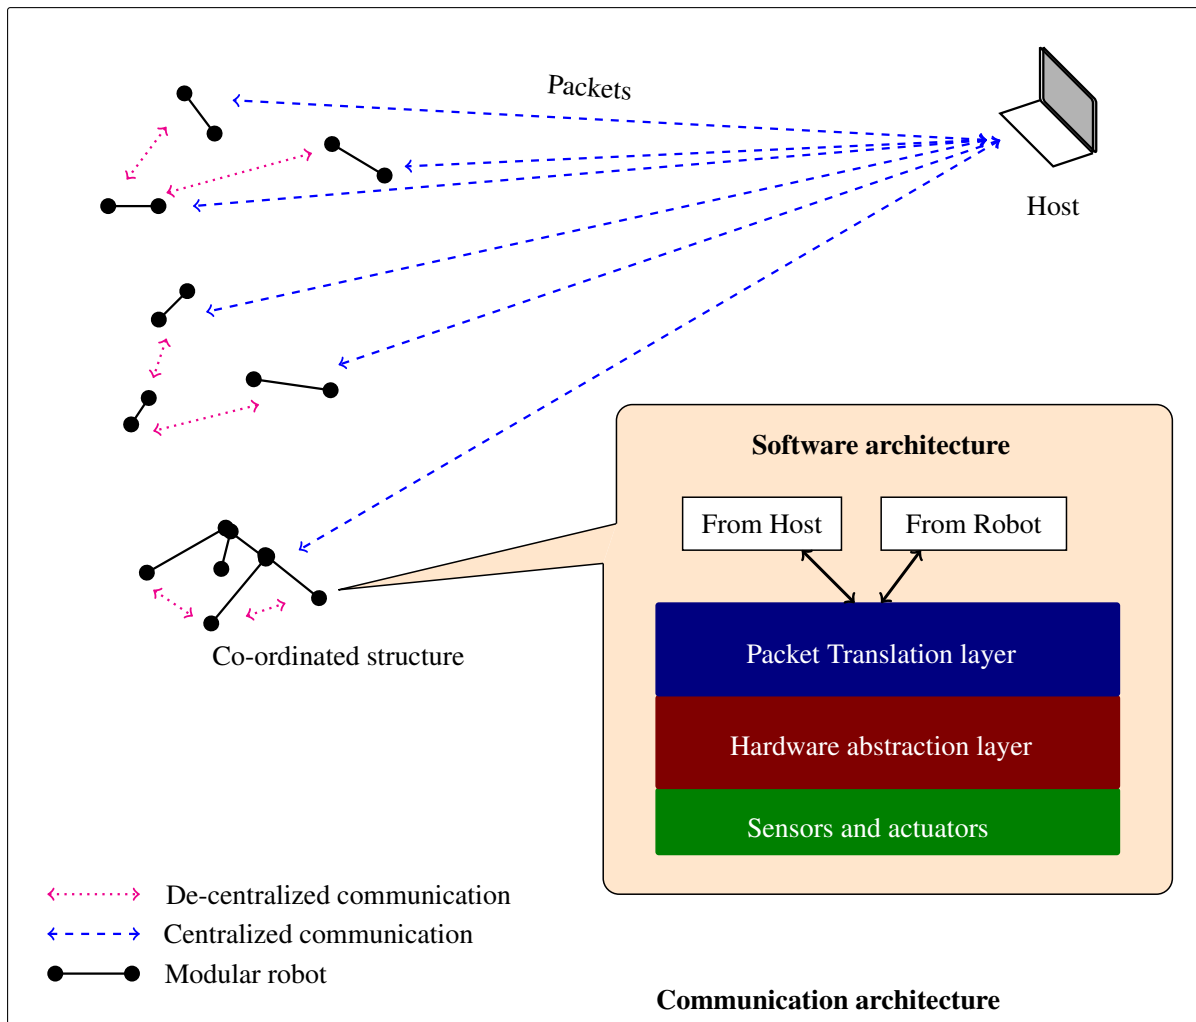 Packets
Host
Software architecture
From Host
From Robot
Packet Translation layer
Hardware abstraction layer
Sensors and actuators
Co-ordinated structure
De-centralized communication
Centralized communication
Modular robot
Communication architecture